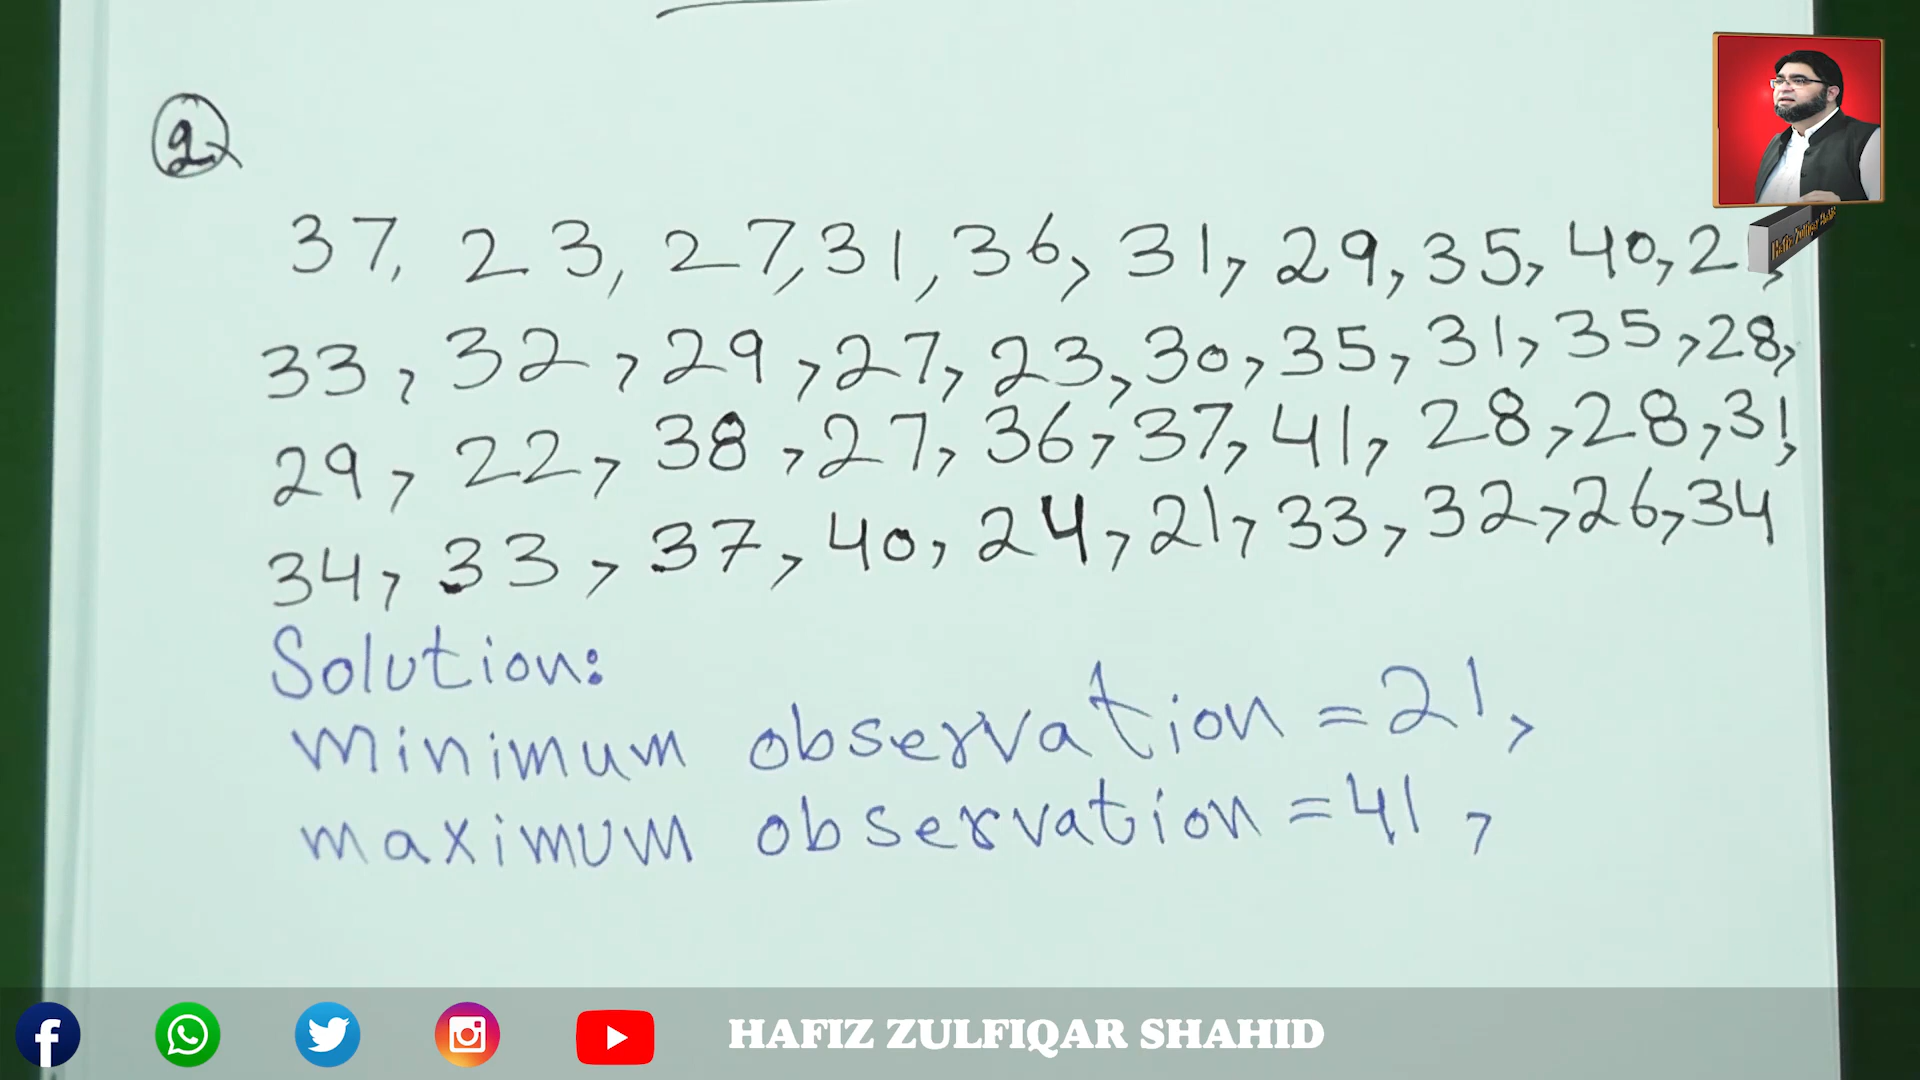 Q
37, 23, 27, 31, 36, 31, 29, 35, 40, 2 ,
33, 32, 29, 27, 23, 30, 35, 31, 35, 28,
29, 22, 38, 27, 36, 37, 41, 28, 28, 31,
34, 33, 37, 40, 24, 21, 33, 32, 26, 34
Solution:
minimum observation = 21,
maximum observation = 41,
HAFIZ ZULFIQAR SHAHID